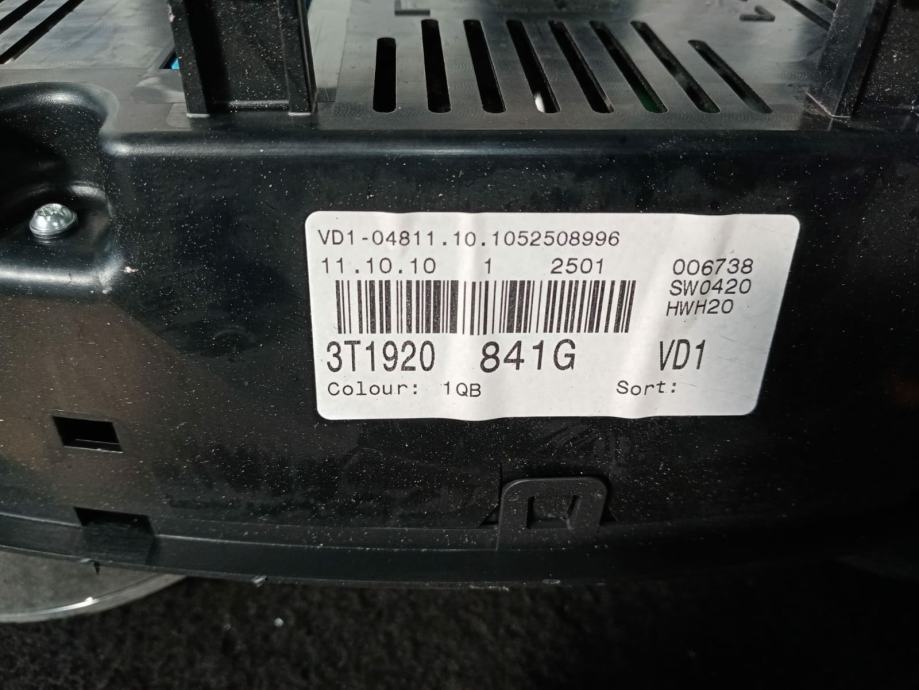 VD1-04811.10.1052508996
11.10.10 1 2501 006738
SW0420
HWH20
3T1920 841G VD1
Colour: 1QB Sort: